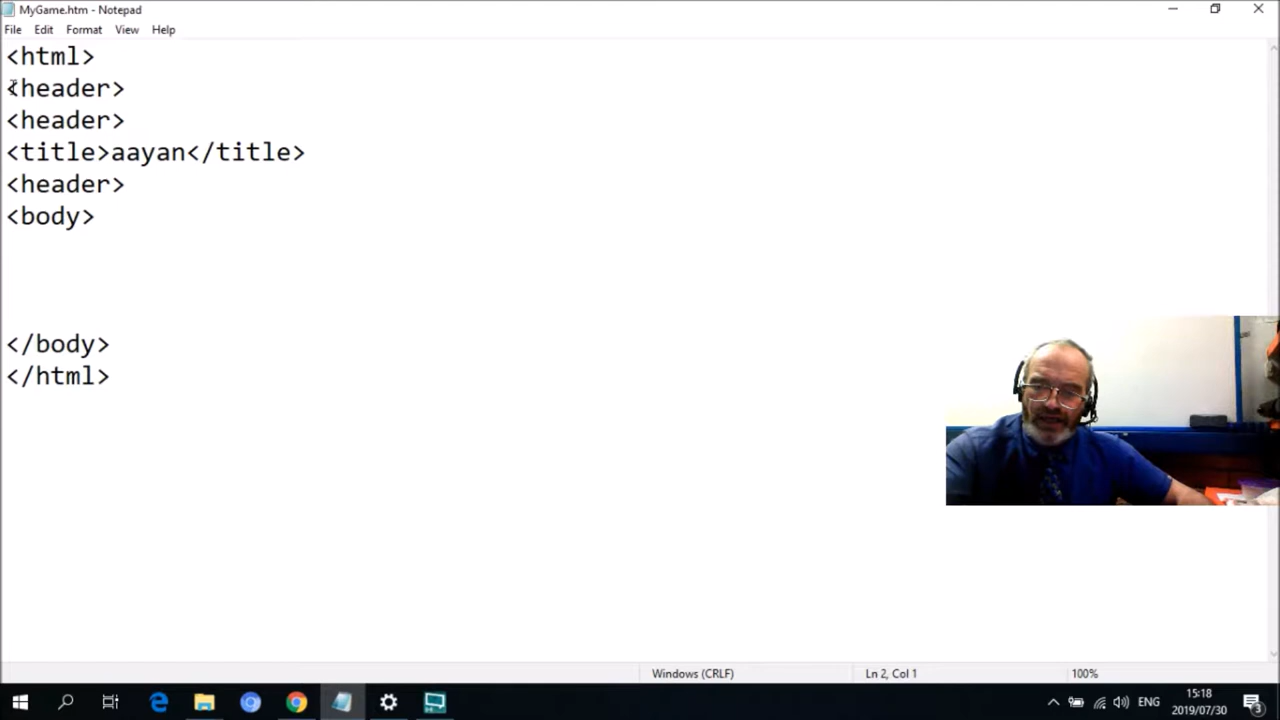 MyGame.htm - Notepad
File Edit Format View Help
<html>
<header>
<header>
<title>aayan</title>
<header>
<body>
</body>
</html>
Windows (CRLF) Ln 2, Col 1 100%
ENG
15:18
2019/07/30
3